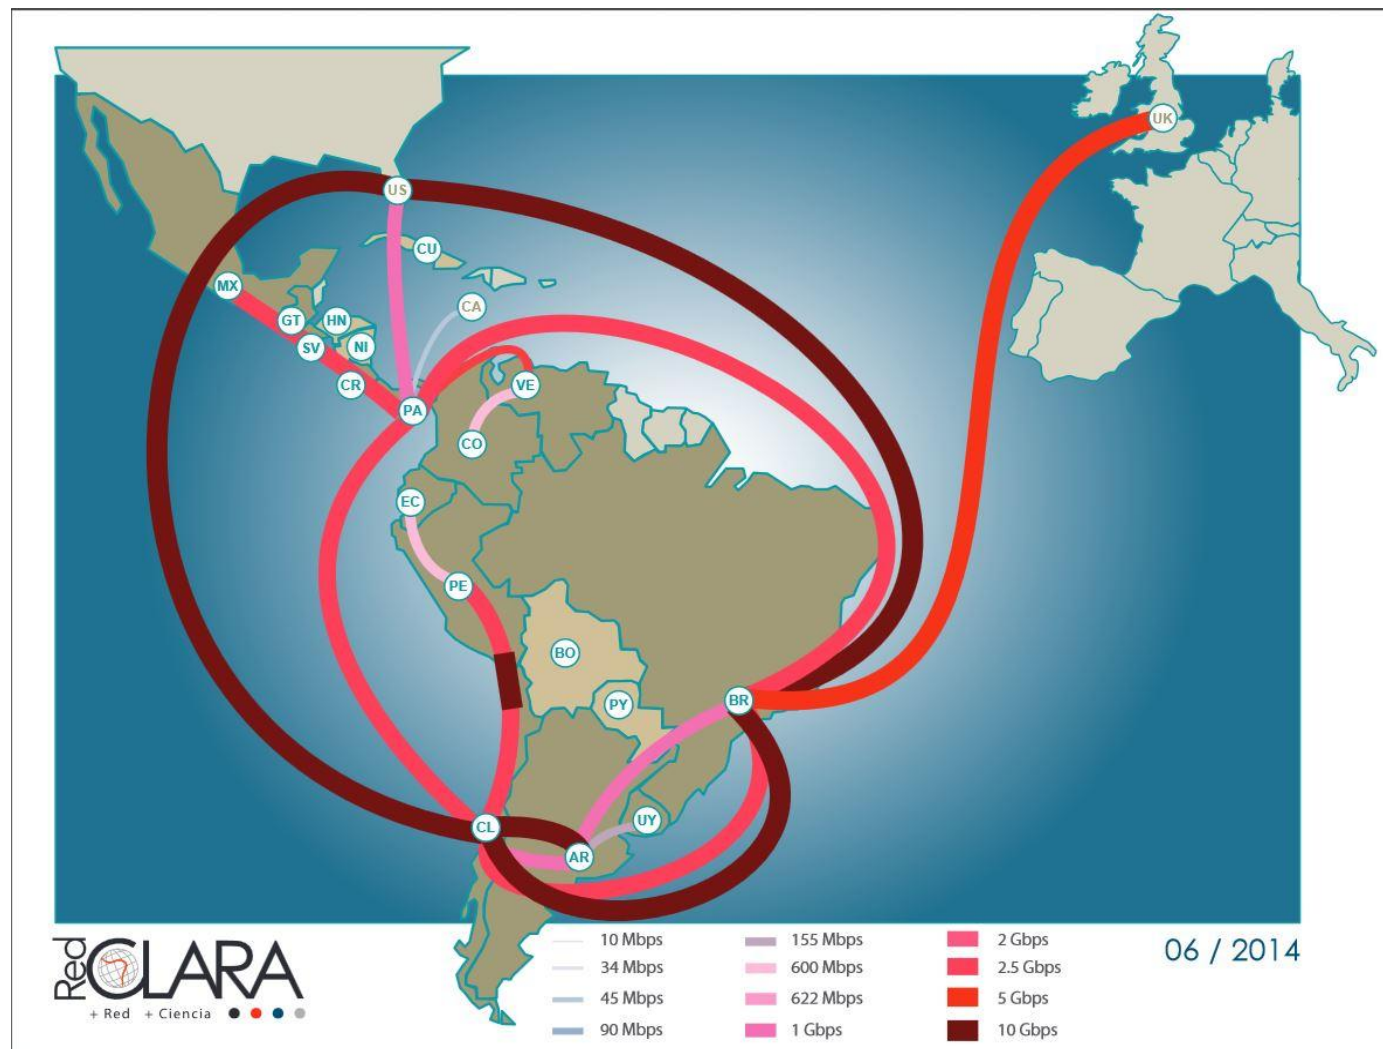 UK
US
CU
MX
CA
GT
HN
SV
NI
CR
VE
PA
CO
EC
PE
BO
PY
BR
UY
CL
AR
Red
CLARA
+ Red + Ciencia
10 Mbps
34 Mbps
45 Mbps
90 Mbps
155 Mbps
600 Mbps
622 Mbps
1 Gbps
2 Gbps
2.5 Gbps
5 Gbps
10 Gbps
06 / 2014